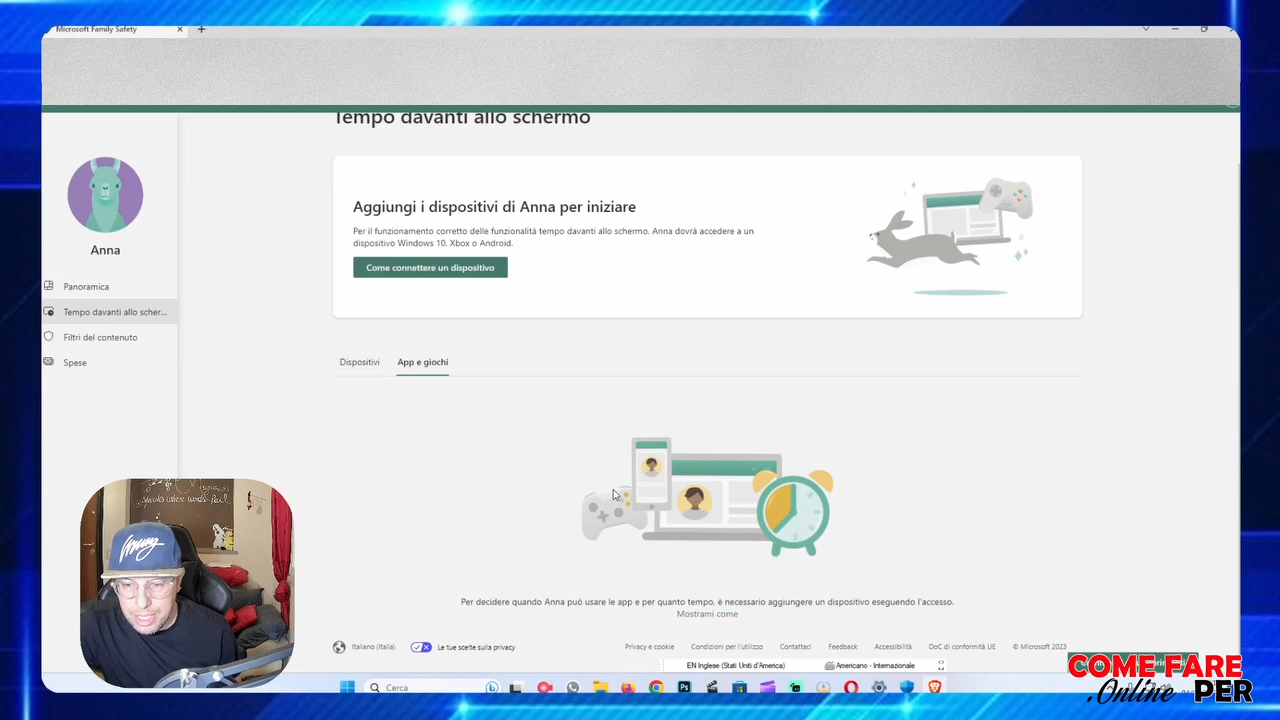 Microsoft Family Safety
Tempo davanti allo schermo
Anna
Panoramica
Tempo davanti allo scher...
Filtri del contenuto
Spese
Aggiungi i dispositivi di Anna per iniziare
Per il funzionamento corretto delle funzionalità tempo davanti allo schermo, Anna dovrà accedere a un
dispositivo Windows 10, Xbox o Android.
Come connettere un dispositivo
Dispositivi App e giochi
Per decidere quando Anna può usare le app e per quanto tempo, è necessario aggiungere un dispositivo eseguendo l'accesso.
Mostrami come
Italiano (Italia) Le tue scelte sulla privacy Privacy e cookie Condizioni per l'utilizzo Contattaci Feedback Accessibilità DoC di conformità UE © Microsoft 2023
EN Inglese (Stati Uniti d'America) Americano - Internazionale
Cerca
COME FARE
.Online PER